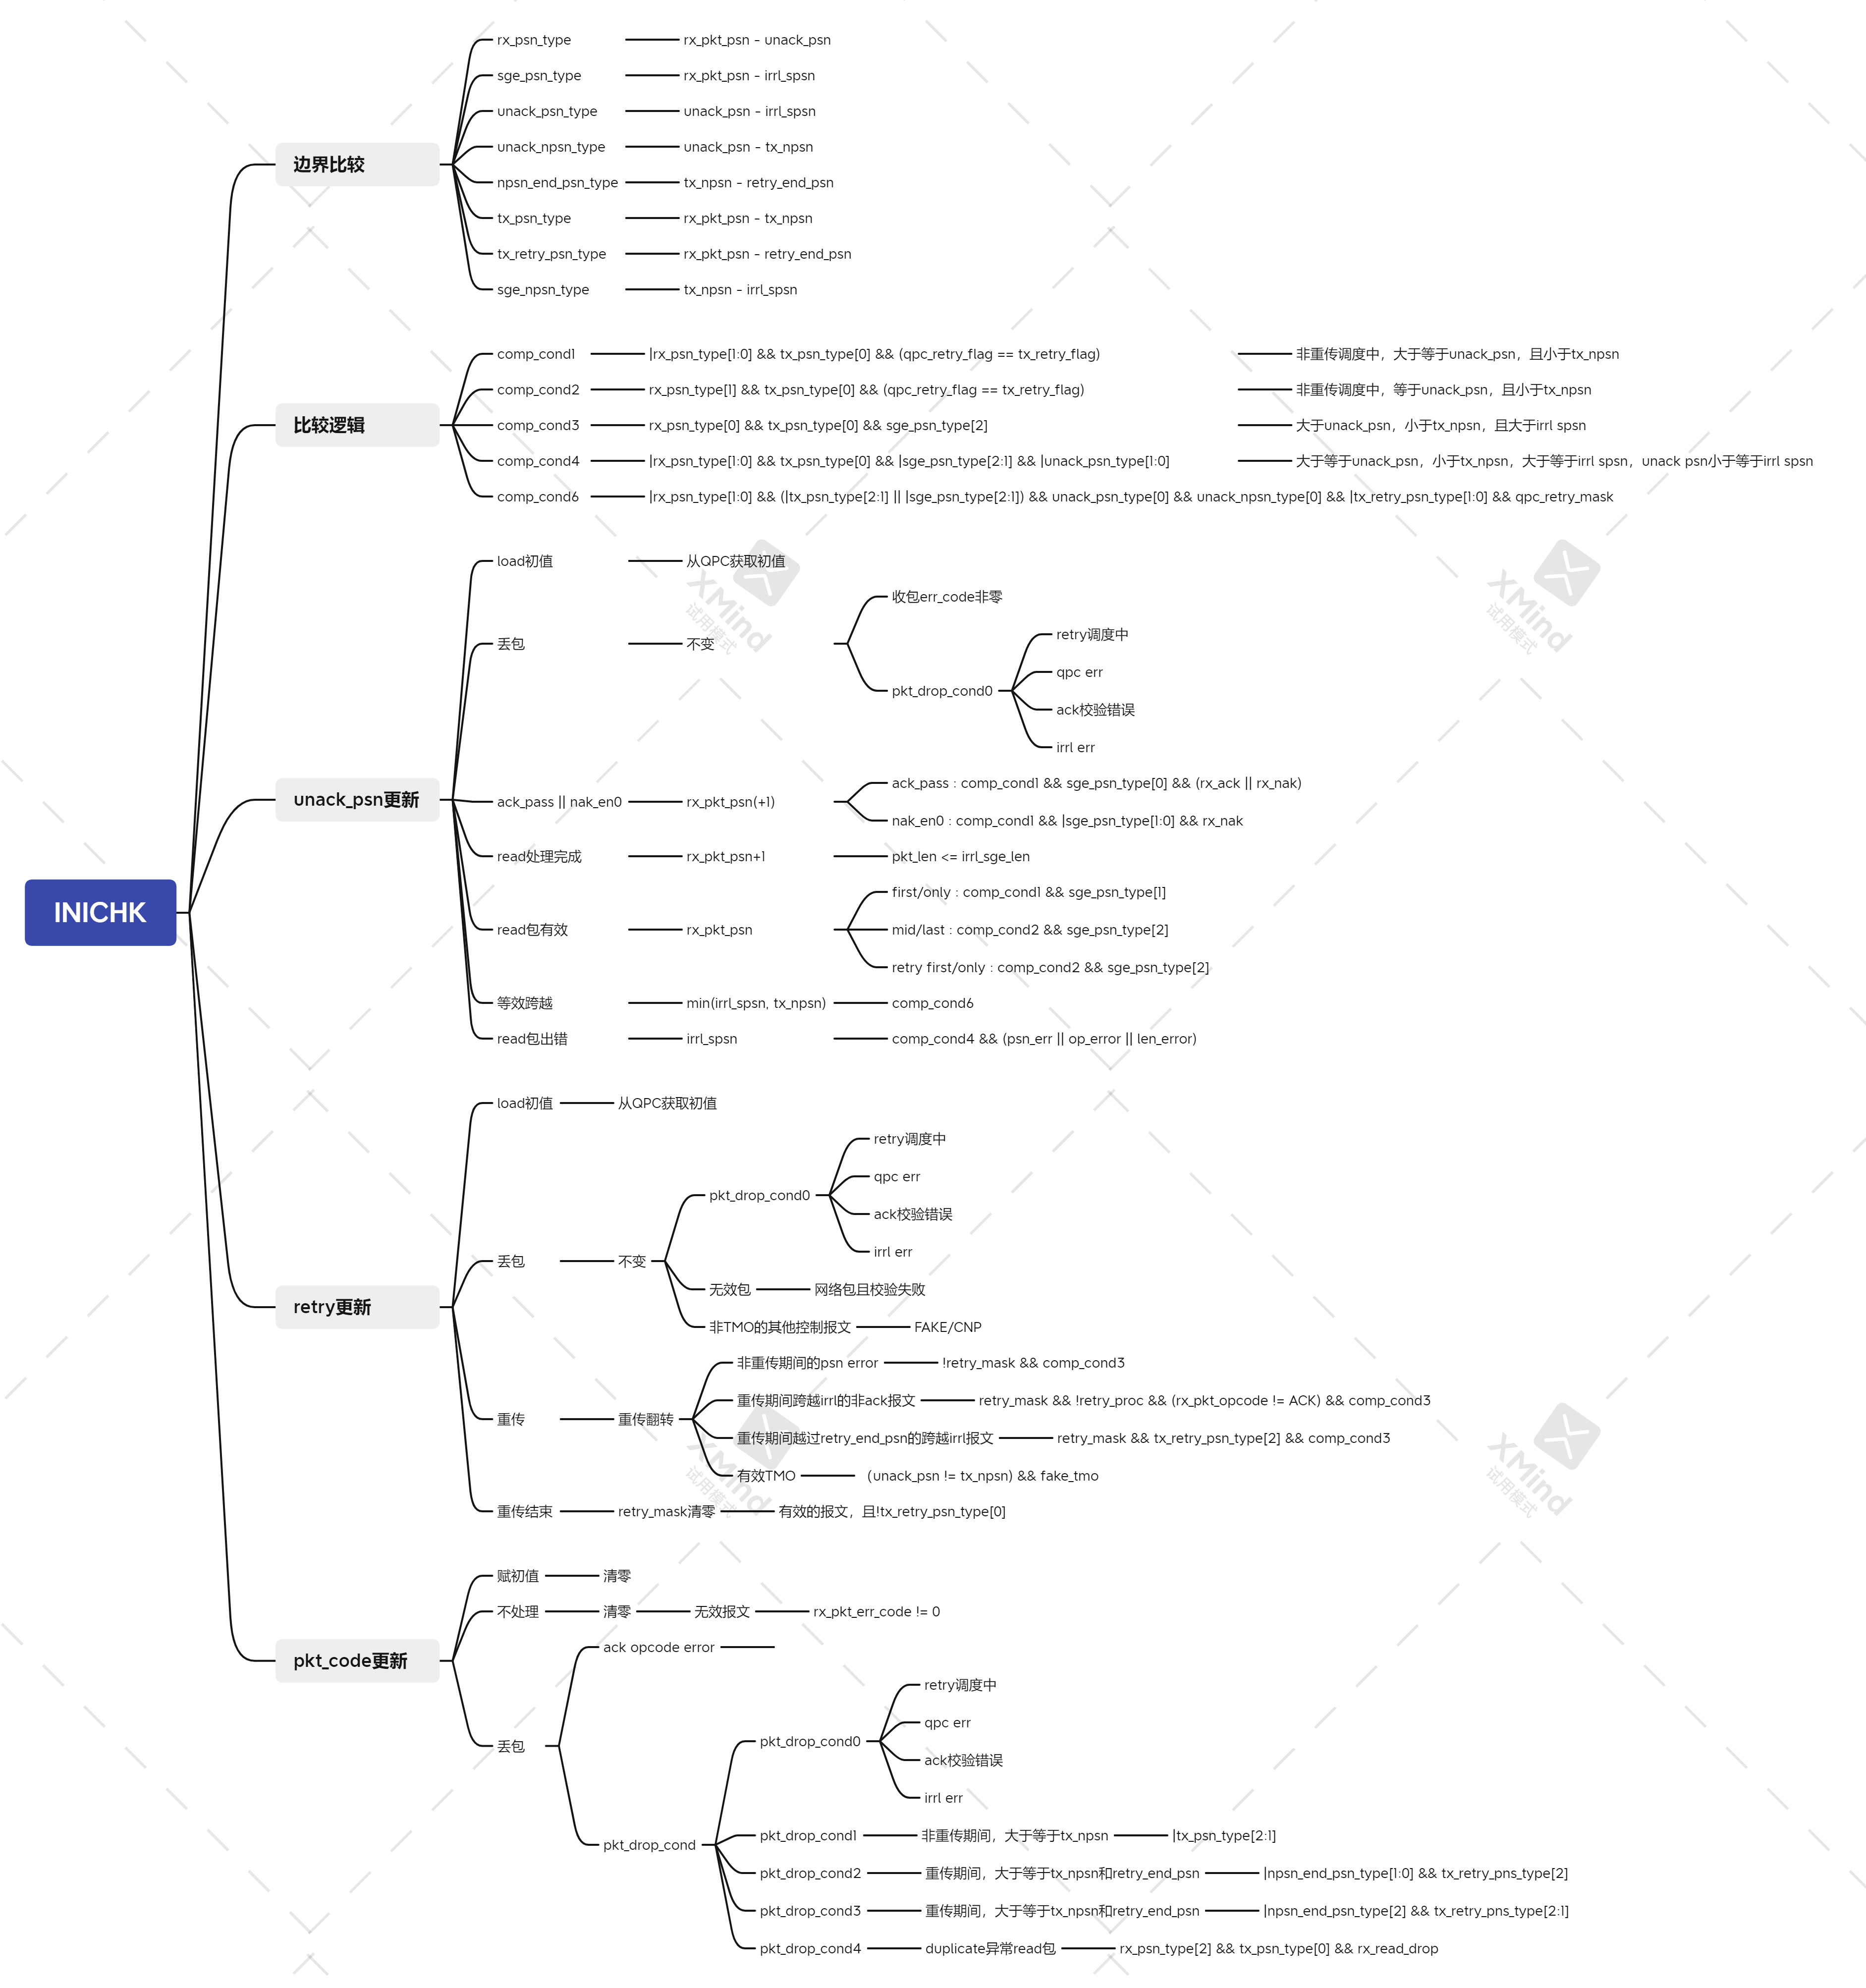 INICHK
边界比较
rx_psn_type rx_pkt_psn - unack_psn
sge_psn_type rx_pkt_psn - irrl_spsn
unack_psn_type unack_psn - irrl_spsn
unack_npsn_type unack_psn - tx_npsn
npsn_end_psn_type tx_npsn - retry_end_psn
tx_psn_type rx_pkt_psn - tx_npsn
tx_retry_psn_type rx_pkt_psn - retry_end_psn
sge_npsn_type tx_npsn - irrl_spsn
比较逻辑
comp_cond1 |rx_psn_type[1:0] && tx_psn_type[0] && (qpc_retry_flag == tx_retry_flag) 非重传调度中，大于等于unack_psn，且小于tx_npsn
comp_cond2 rx_psn_type[1] && tx_psn_type[0] && (qpc_retry_flag == tx_retry_flag) 非重传调度中，等于unack_psn，且小于tx_npsn
comp_cond3 rx_psn_type[0] && tx_psn_type[0] && sge_psn_type[2] 大于unack_psn，小于tx_npsn，且大于irrl spsn
comp_cond4 |rx_psn_type[1:0] && tx_psn_type[0] && |sge_psn_type[2:1] && |unack_psn_type[1:0] 大于等于unack_psn，小于tx_npsn，大于等于irrl spsn，unack psn小于等于irrl spsn
comp_cond6 |rx_psn_type[1:0] && (|tx_psn_type[2:1] || |sge_psn_type[2:1]) && unack_psn_type[0] && unack_npsn_type[0] && |tx_retry_psn_type[1:0] && qpc_retry_mask
unack_psn更新
load初值 从QPC获取初值
丢包 不变
收包err_code非零
pkt_drop_cond0
retry调度中
qpc err
ack校验错误
irrl err
ack_pass || nak_en0 rx_pkt_psn(+1)
ack_pass : comp_cond1 && sge_psn_type[0] && (rx_ack || rx_nak)
nak_en0 : comp_cond1 && |sge_psn_type[1:0] && rx_nak
read处理完成 rx_pkt_psn+1 pkt_len <= irrl_sge_len
read包有效 rx_pkt_psn
first/only : comp_cond1 && sge_psn_type[1]
mid/last : comp_cond2 && sge_psn_type[2]
retry first/only : comp_cond2 && sge_psn_type[2]
等效跨越 min(irrl_spsn, tx_npsn) comp_cond6
read包出错 irrl_spsn comp_cond4 && (psn_err || op_error || len_error)
retry更新
load初值 从QPC获取初值
丢包 不变
pkt_drop_cond0
retry调度中
qpc err
ack校验错误
irrl err
无效包 网络包且校验失败
非TMO的其他控制报文 FAKE/CNP
重传 重传翻转
非重传期间的psn error !retry_mask && comp_cond3
重传期间跨越irrl的非ack报文 retry_mask && !retry_proc && (rx_pkt_opcode != ACK) && comp_cond3
重传期间越过retry_end_psn的跨越irrl报文 retry_mask && tx_retry_psn_type[2] && comp_cond3
有效TMO （unack_psn != tx_npsn) && fake_tmo
重传结束 retry_mask清零 有效的报文，且!tx_retry_psn_type[0]
pkt_code更新
赋初值 清零
不处理 清零 无效报文 rx_pkt_err_code != 0
丢包
ack opcode error
pkt_drop_cond
pkt_drop_cond0
retry调度中
qpc err
ack校验错误
irrl err
pkt_drop_cond1 非重传期间，大于等于tx_npsn |tx_psn_type[2:1]
pkt_drop_cond2 重传期间，大于等于tx_npsn和retry_end_psn |npsn_end_psn_type[1:0] && tx_retry_pns_type[2]
pkt_drop_cond3 重传期间，大于等于tx_npsn和retry_end_psn |npsn_end_psn_type[2] && tx_retry_pns_type[2:1]
pkt_drop_cond4 duplicate异常read包 rx_psn_type[2] && tx_psn_type[0] && rx_read_drop
XMind
试用模式
XMind
试用模式
XMind
试用模式
XMind
试用模式